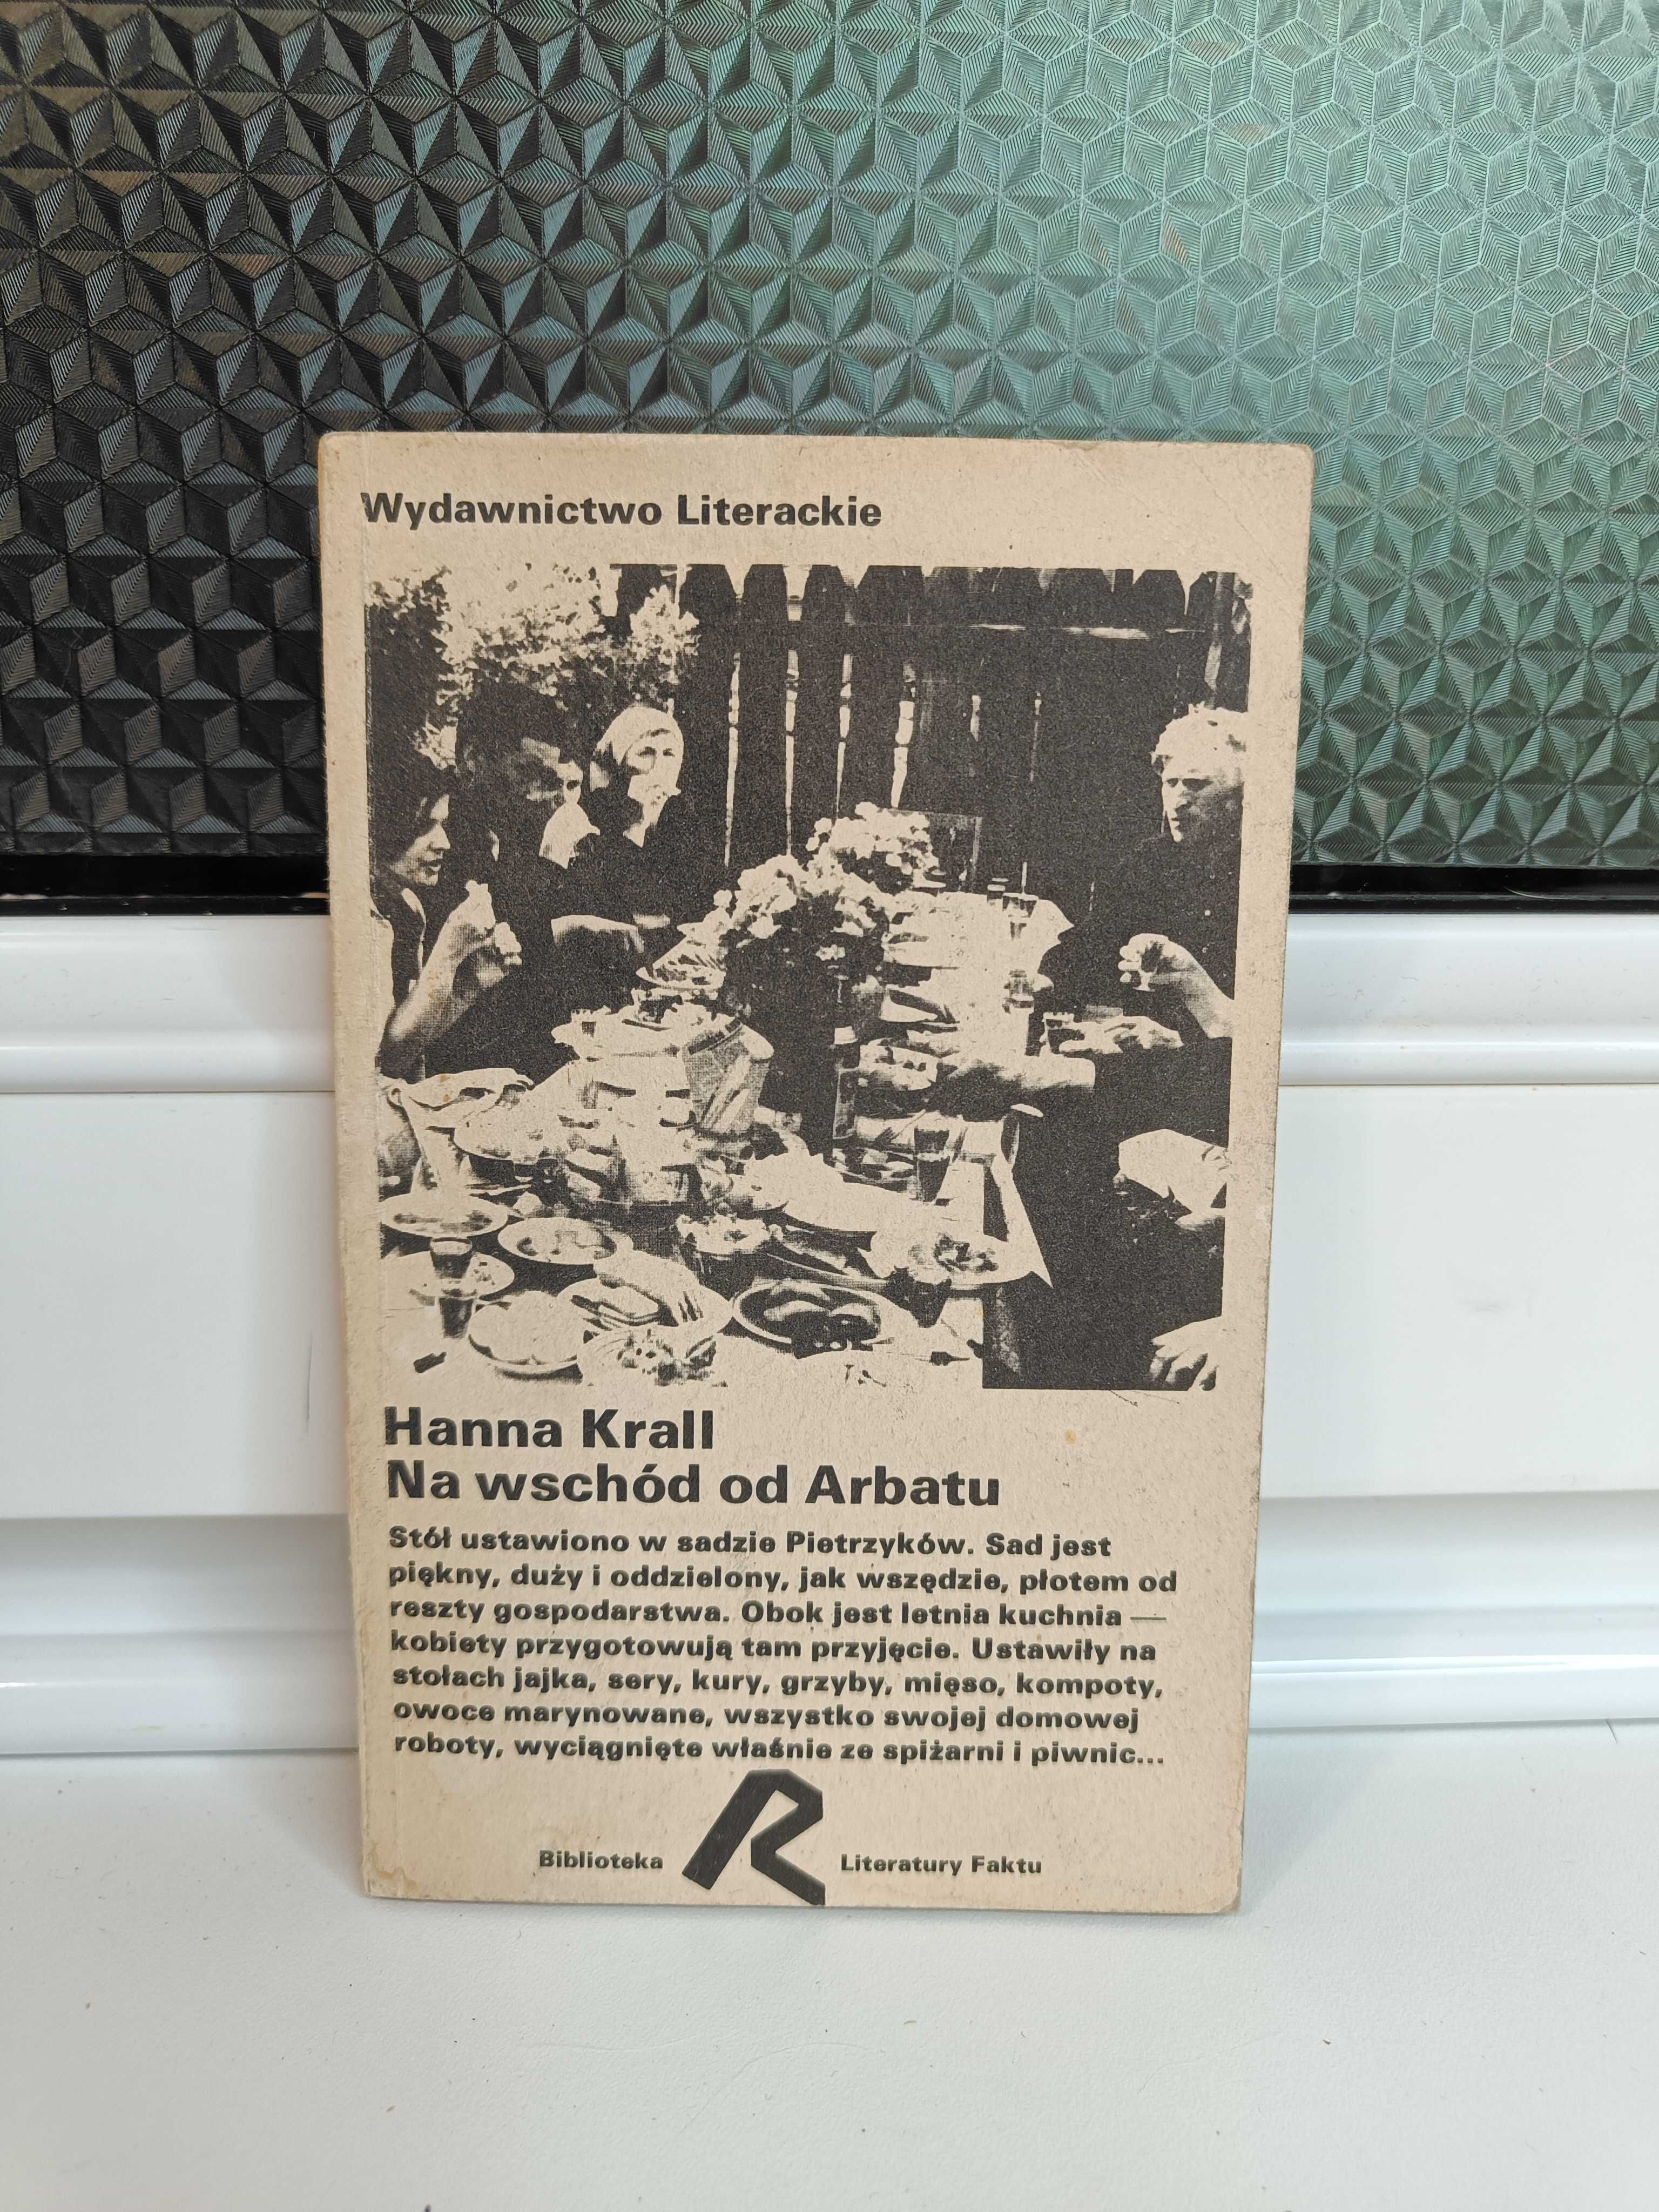 Wydawnictwo Literackie
Hanna Krall
Na wschód od Arbatu
Stół ustawiono w sadzie Pietrzyków. Sad jest
piękny, duży i oddzielony, jak wszędzie, płotem od
reszty gospodarstwa. Obok jest letnia kuchnia —
kobiety przygotowują tam przyjęcie. Ustawiły na
stołach jajka, sery, kury, grzyby, mięso, kompoty,
owoce marynowane, wszystko swojej domowej
roboty, wyciągnięte właśnie ze spiżarni i piwnic...
Biblioteka R Literatury Faktu